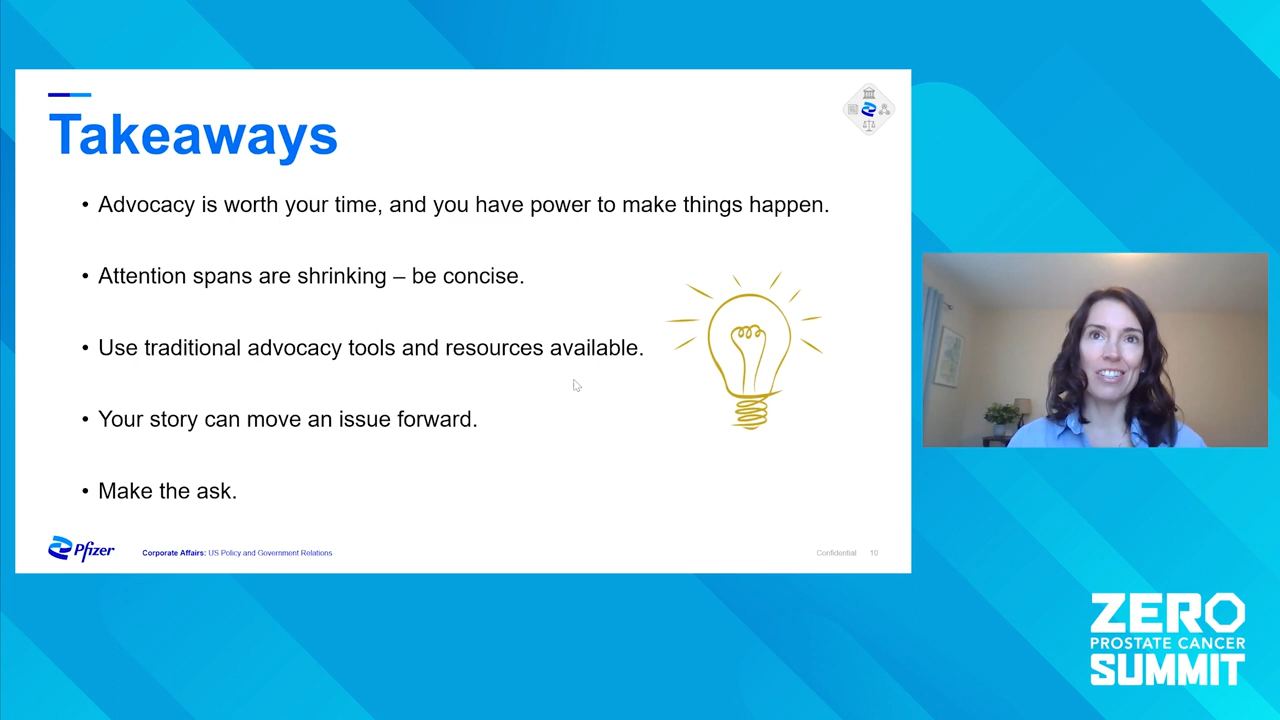 Takeaways
• Advocacy is worth your time, and you have power to make things happen.
• Attention spans are shrinking – be concise.
• Use traditional advocacy tools and resources available.
• Your story can move an issue forward.
• Make the ask.
Pfizer
Corporate Affairs: US Policy and Government Relations
Confidential 10
ZERO
PROSTATE CANCER
SUMMIT